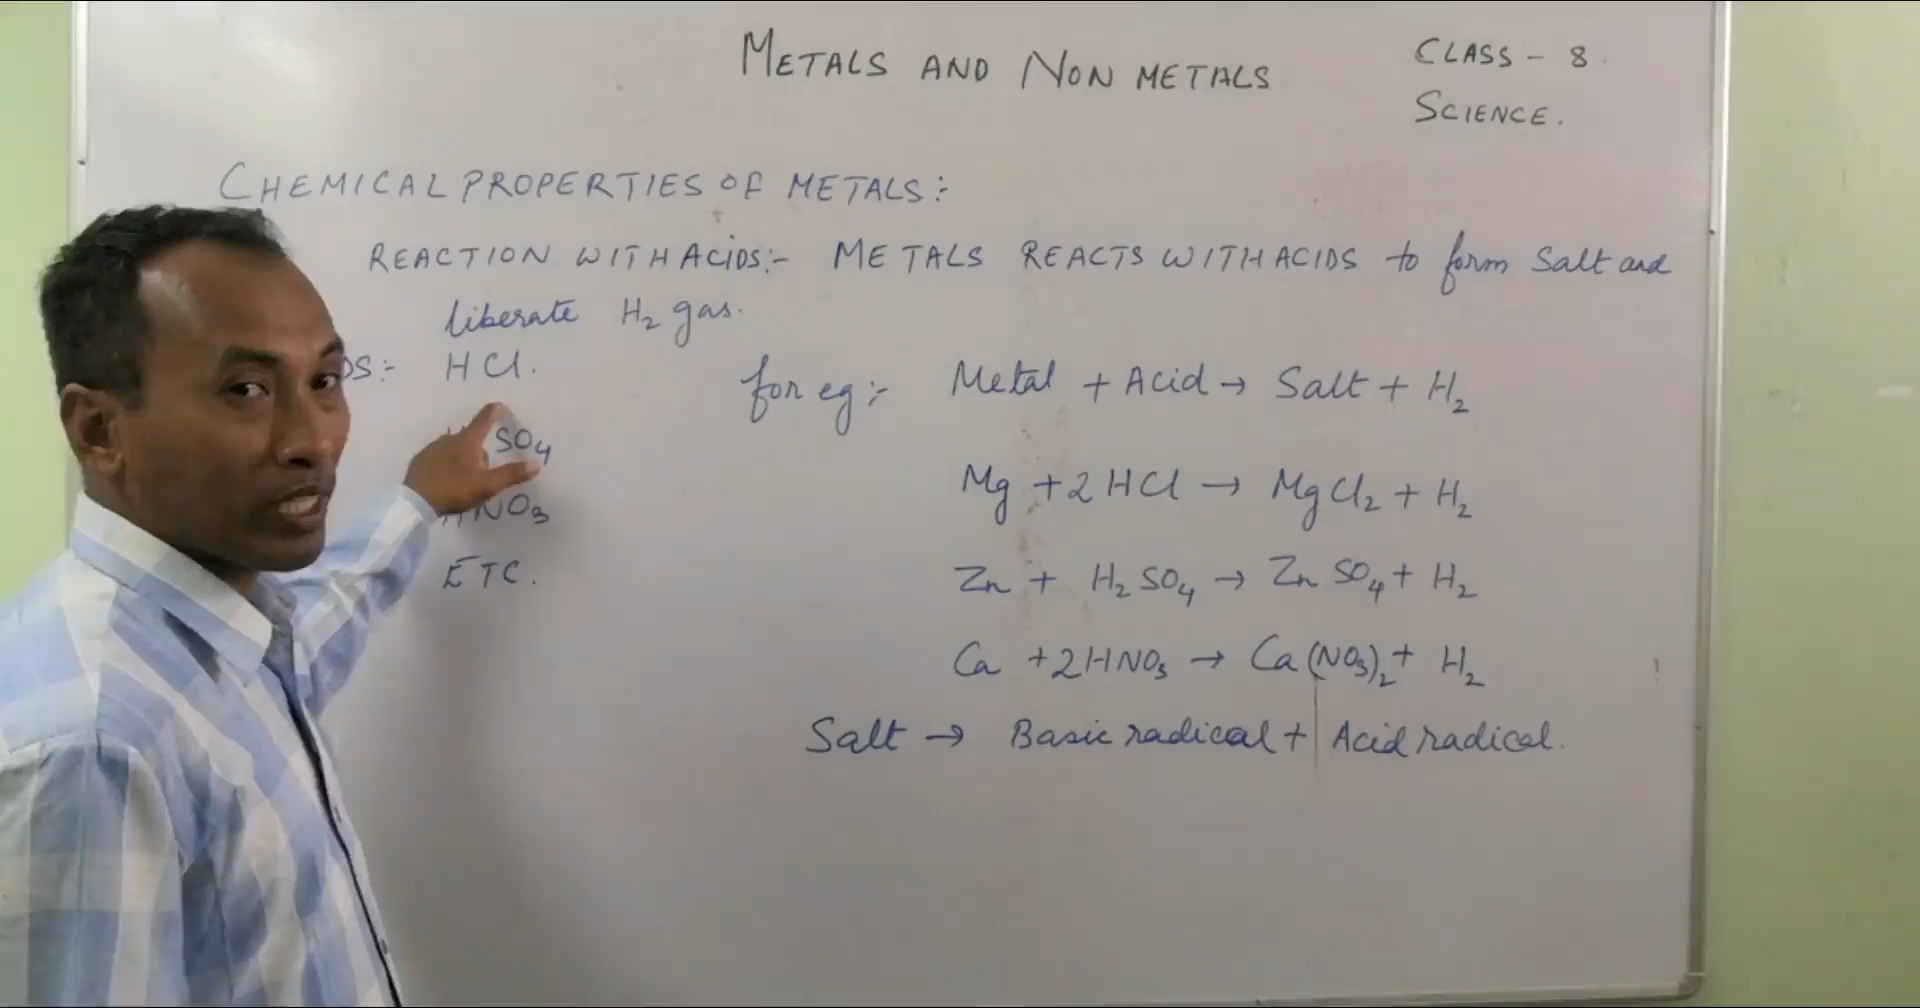 METALS AND NON METALS
CLASS - 8.
SCIENCE.
CHEMICAL PROPERTIES OF METALS:
REACTION WITH ACIDS:- METALS REACTS WITH ACIDS to form Salt and
liberate H₂ gas.
DS:- HCl.
SO₄
HNO₃
ETC.
for eg:- Metal + Acid → Salt + H₂
Mg + 2HCl → MgCl₂ + H₂
Zn + H₂SO₄ → ZnSO₄ + H₂
Ca + 2HNO₃ → Ca(NO₃)₂ + H₂
Salt → Basic radical + Acid radical.